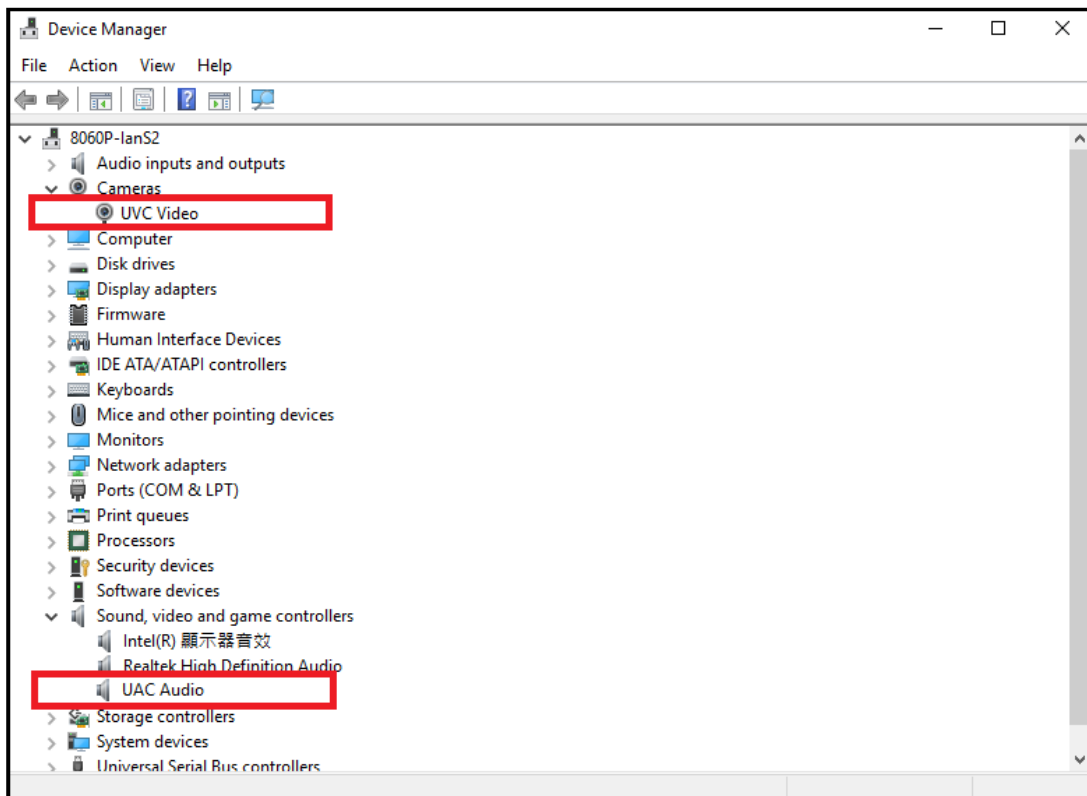 Device Manager
File Action View Help
8060P-IanS2
Audio inputs and outputs
Cameras
UVC Video
Computer
Disk drives
Display adapters
Firmware
Human Interface Devices
IDE ATA/ATAPI controllers
Keyboards
Mice and other pointing devices
Monitors
Network adapters
Ports (COM & LPT)
Print queues
Processors
Security devices
Software devices
Sound, video and game controllers
Intel(R) 顯示器音效
Realtek High Definition Audio
UAC Audio
Storage controllers
System devices
Universal Serial Bus controllers